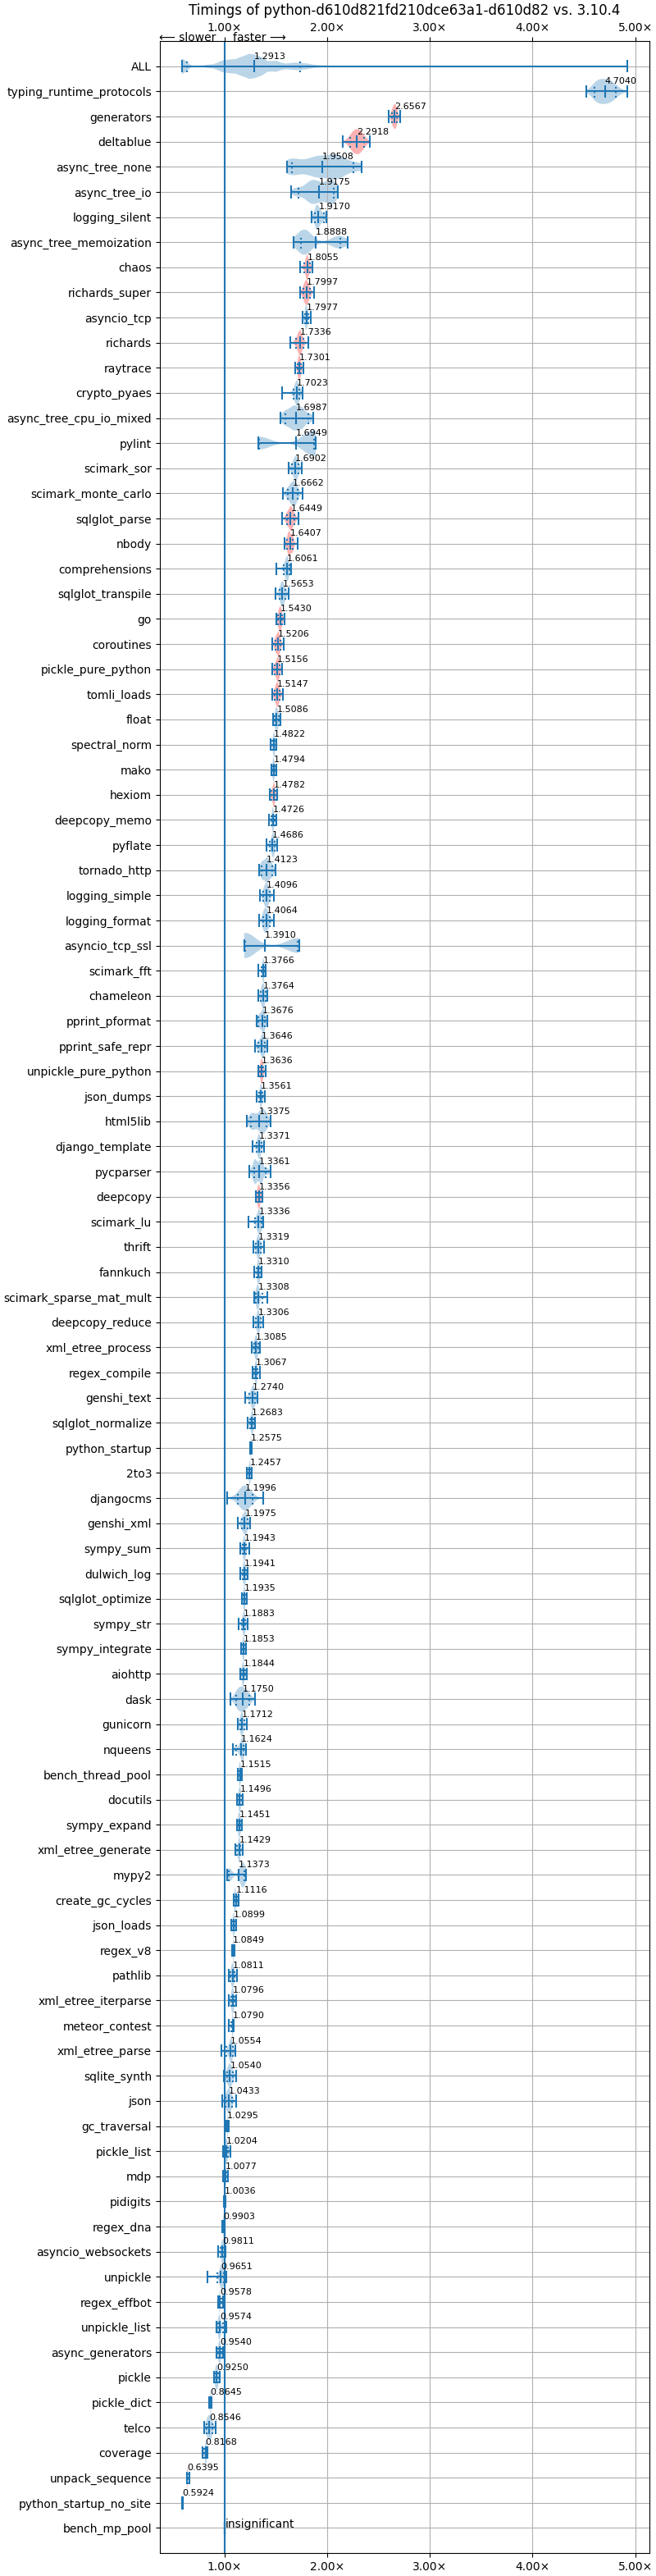 Timings of python-d610d821fd210dce63a1-d610d82 vs. 3.10.4
⟵ slower faster ⟶
1.00× 2.00× 3.00× 4.00× 5.00×
ALL 1.2913
typing_runtime_protocols 4.7040
generators 2.6567
deltablue 2.2918
async_tree_none 1.9508
async_tree_io 1.9175
logging_silent 1.9170
async_tree_memoization 1.8888
chaos 1.8055
richards_super 1.7997
asyncio_tcp 1.7977
richards 1.7336
raytrace 1.7301
crypto_pyaes 1.7023
async_tree_cpu_io_mixed 1.6987
pylint 1.6949
scimark_sor 1.6902
scimark_monte_carlo 1.6662
sqlglot_parse 1.6449
nbody 1.6407
comprehensions 1.6061
sqlglot_transpile 1.5653
go 1.5430
coroutines 1.5206
pickle_pure_python 1.5156
tomli_loads 1.5147
float 1.5086
spectral_norm 1.4822
mako 1.4794
hexiom 1.4782
deepcopy_memo 1.4726
pyflate 1.4686
tornado_http 1.4123
logging_simple 1.4096
logging_format 1.4064
asyncio_tcp_ssl 1.3910
scimark_fft 1.3766
chameleon 1.3764
pprint_pformat 1.3676
pprint_safe_repr 1.3646
unpickle_pure_python 1.3636
json_dumps 1.3561
html5lib 1.3375
django_template 1.3371
pycparser 1.3361
deepcopy 1.3356
scimark_lu 1.3336
thrift 1.3319
fannkuch 1.3310
scimark_sparse_mat_mult 1.3308
deepcopy_reduce 1.3306
xml_etree_process 1.3085
regex_compile 1.3067
genshi_text 1.2740
sqlglot_normalize 1.2683
python_startup 1.2575
2to3 1.2457
djangocms 1.1996
genshi_xml 1.1975
sympy_sum 1.1943
dulwich_log 1.1941
sqlglot_optimize 1.1935
sympy_str 1.1883
sympy_integrate 1.1853
aiohttp 1.1844
dask 1.1750
gunicorn 1.1712
nqueens 1.1624
bench_thread_pool 1.1515
docutils 1.1496
sympy_expand 1.1451
xml_etree_generate 1.1429
mypy2 1.1373
create_gc_cycles 1.1116
json_loads 1.0899
regex_v8 1.0849
pathlib 1.0811
xml_etree_iterparse 1.0796
meteor_contest 1.0790
xml_etree_parse 1.0554
sqlite_synth 1.0540
json 1.0433
gc_traversal 1.0295
pickle_list 1.0204
mdp 1.0077
pidigits 1.0036
regex_dna 0.9903
asyncio_websockets 0.9811
unpickle 0.9651
regex_effbot 0.9578
unpickle_list 0.9574
async_generators 0.9540
pickle 0.9250
pickle_dict 0.8645
telco 0.8546
coverage 0.8168
unpack_sequence 0.6395
python_startup_no_site 0.5924
bench_mp_pool insignificant
1.00× 2.00× 3.00× 4.00× 5.00×